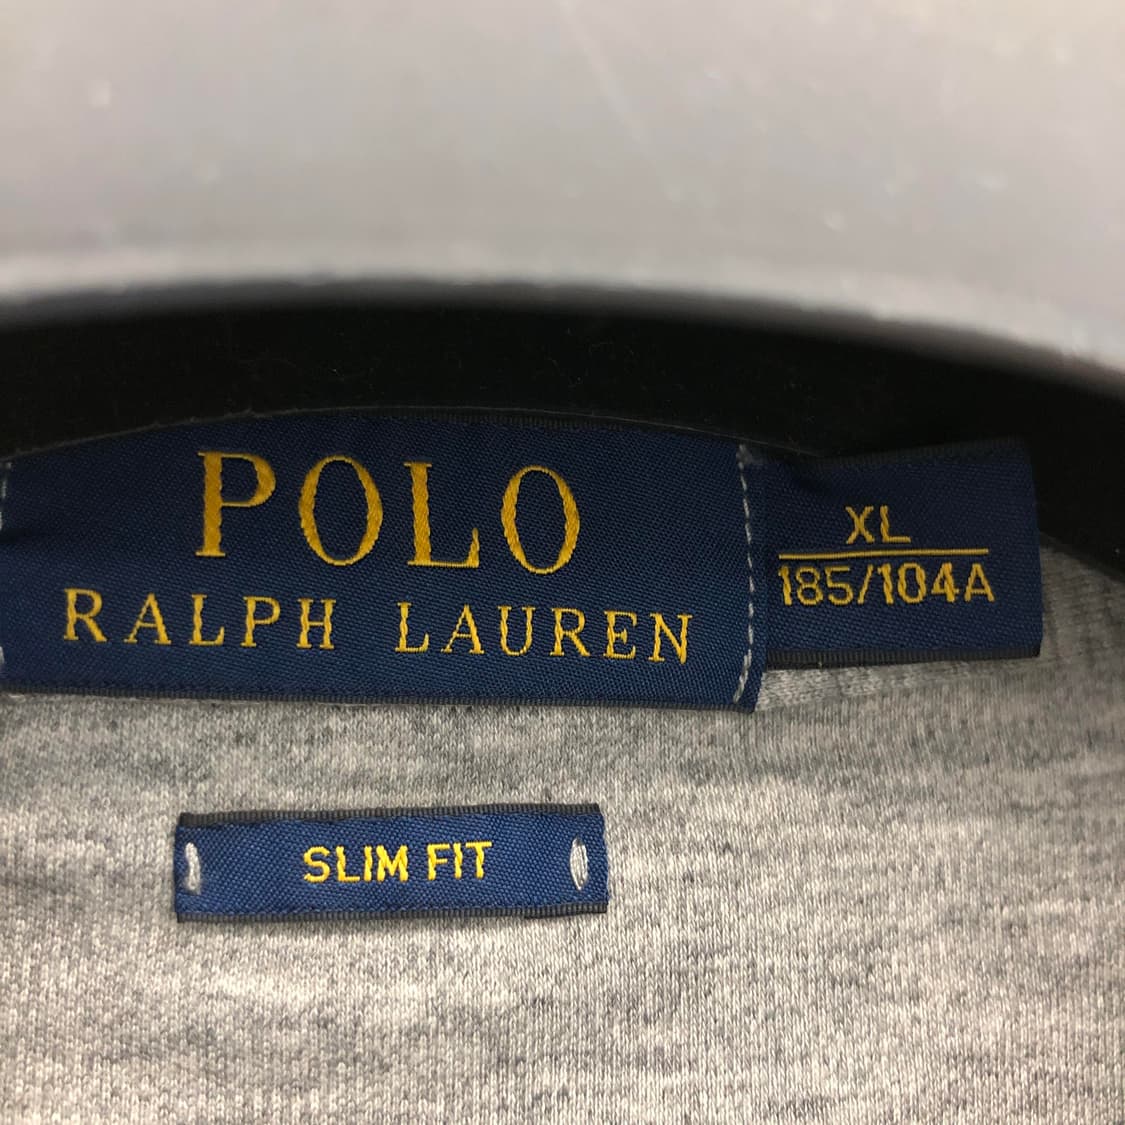 POLO
RALPH LAUREN
XL
185/104A
SLIM FIT